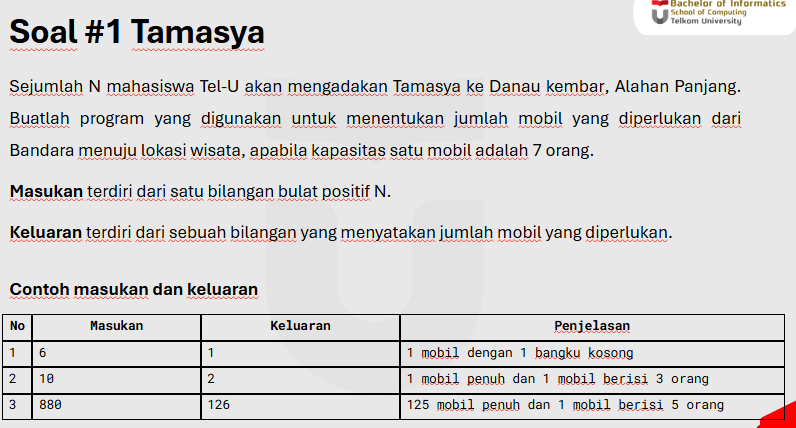 Bachelor of Informatics
School of Computing
Telkom University
Soal #1 Tamasya
Sejumlah N mahasiswa Tel-U akan mengadakan Tamasya ke Danau kembar, Alahan Panjang.
Buatlah program yang digunakan untuk menentukan jumlah mobil yang diperlukan dari
Bandara menuju lokasi wisata, apabila kapasitas satu mobil adalah 7 orang.
Masukan terdiri dari satu bilangan bulat positif N.
Keluaran terdiri dari sebuah bilangan yang menyatakan jumlah mobil yang diperlukan.
Contoh masukan dan keluaran
No Masukan Keluaran Penjelasan
1 6 1 1 mobil dengan 1 bangku kosong
2 10 2 1 mobil penuh dan 1 mobil berisi 3 orang
3 880 126 125 mobil penuh dan 1 mobil berisi 5 orang